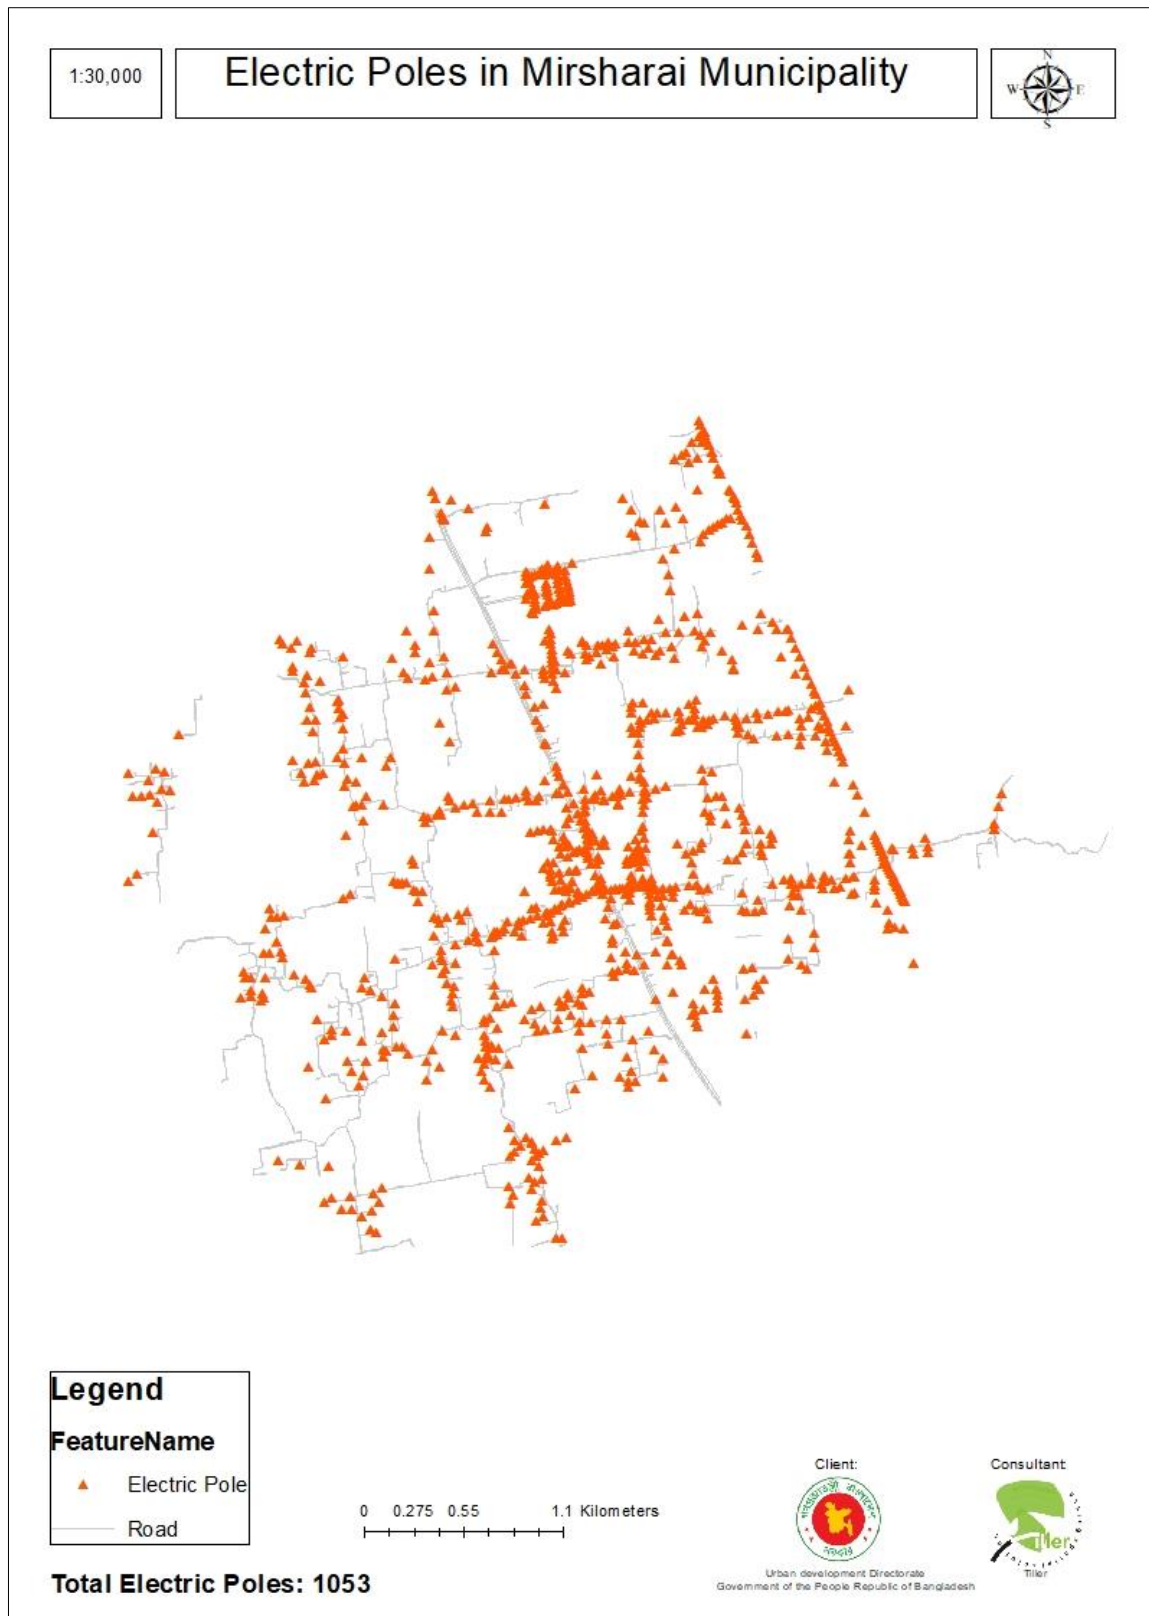 1:30,000
Electric Poles in Mirsharai Municipality
N
W E
S
Legend
FeatureName
Electric Pole
Road
0 0.275 0.55 1.1 Kilometers
Total Electric Poles: 1053
Client:
Urban development Directorate
Government of the People Republic of Bangladesh
Consultant:
Tiller
Tiller